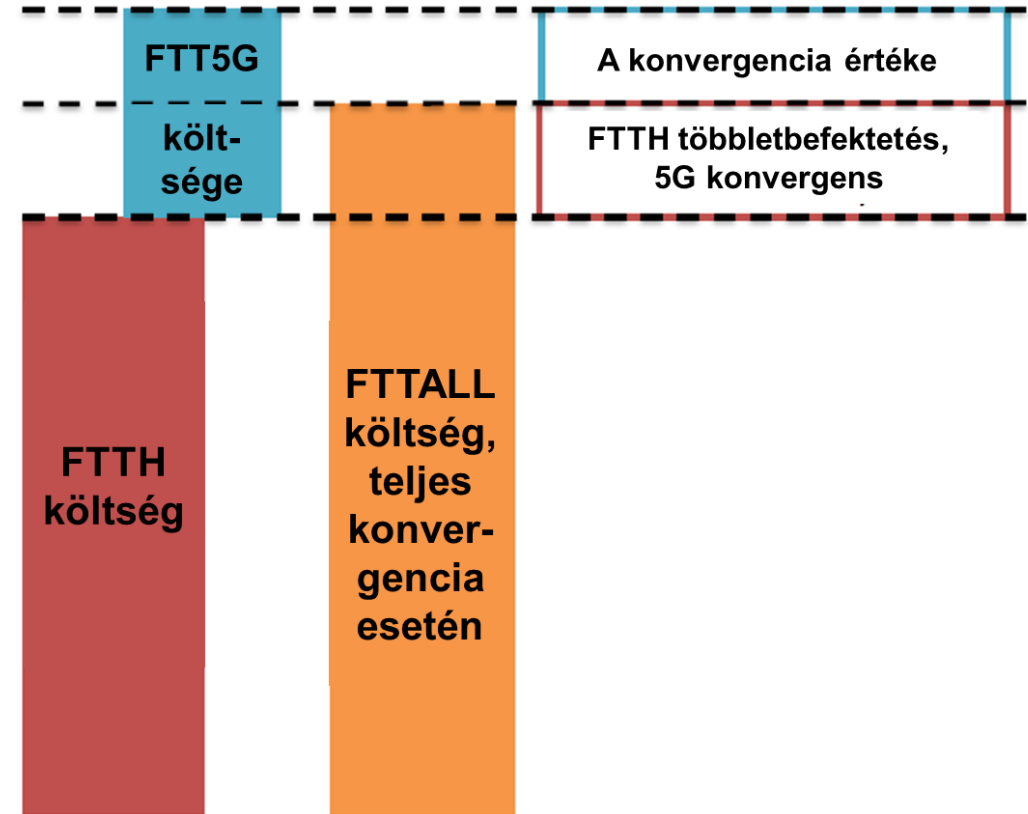 FTT5G
költ-
sége
A konvergencia értéke
FTTH többletbefektetés,
5G konvergens
FTTH
költség
FTTALL
költség,
teljes
konver-
gencia
esetén